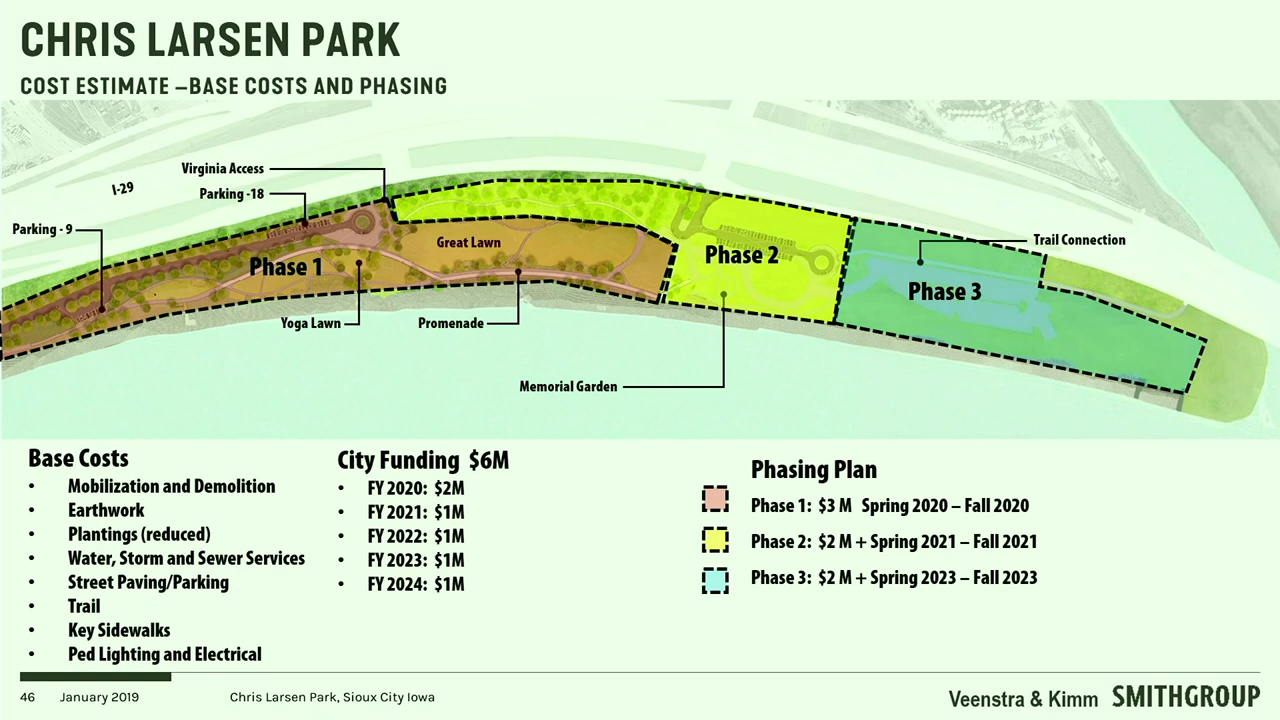 CHRIS LARSEN PARK
COST ESTIMATE –BASE COSTS AND PHASING
I-29
Virginia Access
Parking -18
Parking - 9
Great Lawn
Phase 1
Phase 2
Phase 3
Trail Connection
Yoga Lawn
Promenade
Memorial Garden
Base Costs
• Mobilization and Demolition
• Earthwork
• Plantings (reduced)
• Water, Storm and Sewer Services
• Street Paving/Parking
• Trail
• Key Sidewalks
• Ped Lighting and Electrical
City Funding $6M
• FY 2020: $2M
• FY 2021: $1M
• FY 2022: $1M
• FY 2023: $1M
• FY 2024: $1M
Phasing Plan
Phase 1: $3 M Spring 2020 – Fall 2020
Phase 2: $2 M + Spring 2021 – Fall 2021
Phase 3: $2 M + Spring 2023 – Fall 2023
46 January 2019 Chris Larsen Park, Sioux City Iowa
Veenstra & Kimm SMITHGROUP